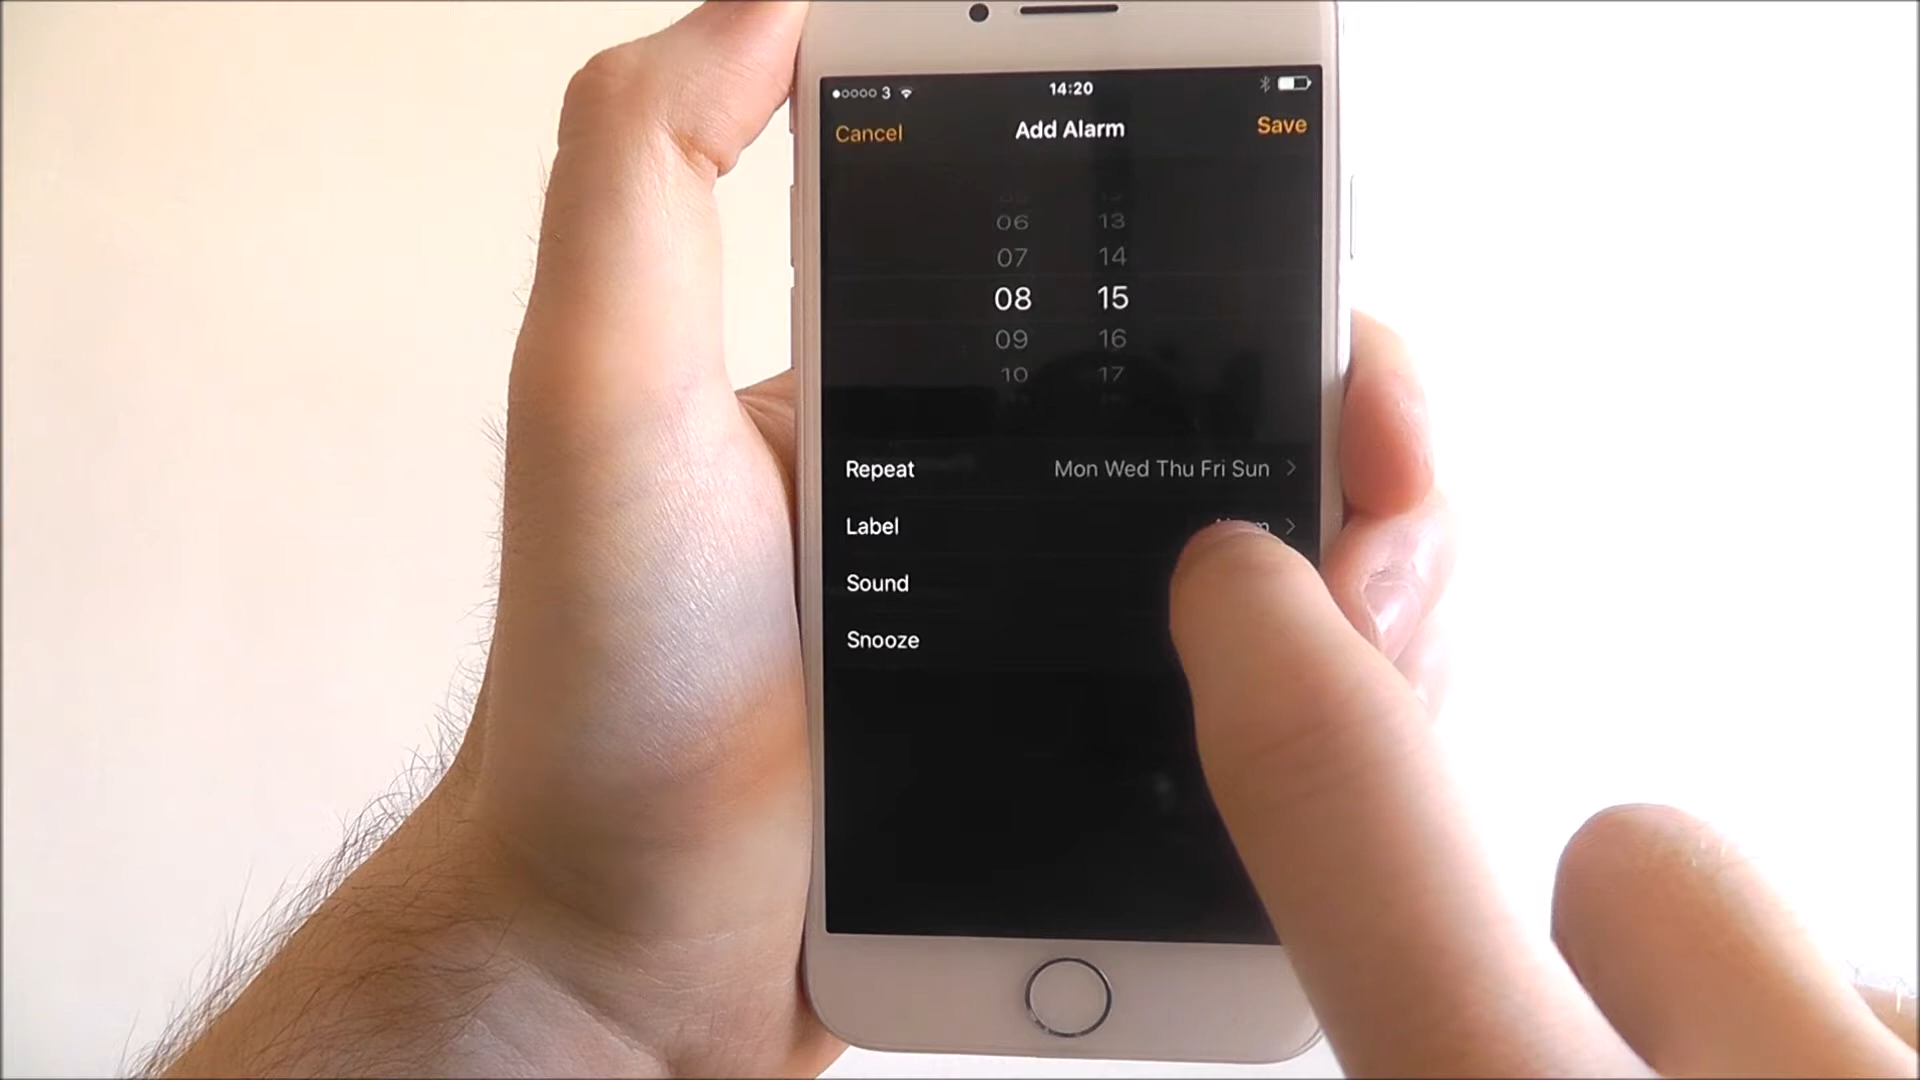 3 14:20
Cancel Add Alarm Save
06 13
07 14
08 15
09 16
10 17
Repeat Mon Wed Thu Fri Sun
Label
Sound
Snooze